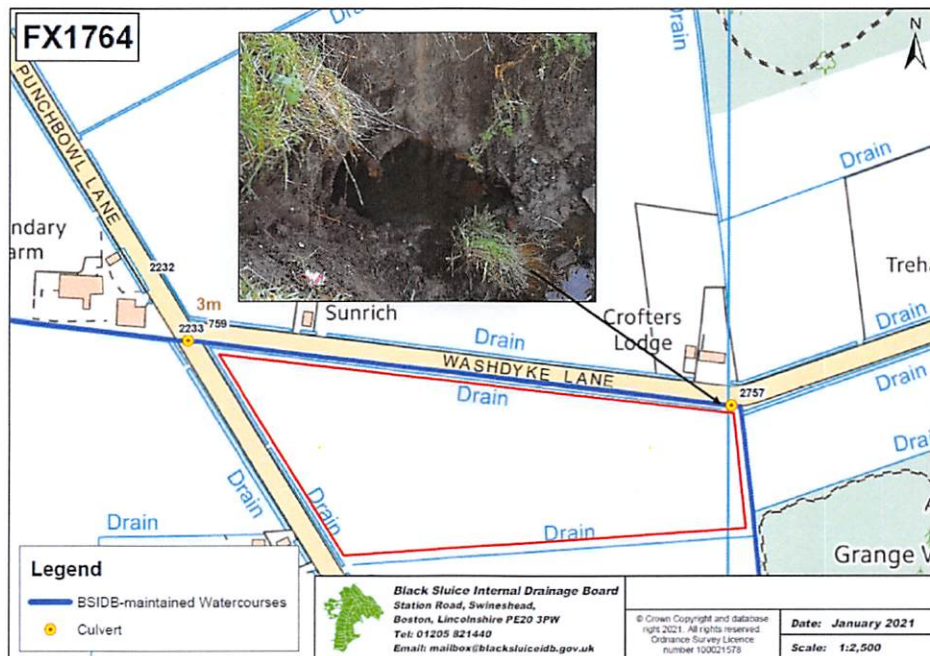 FX1764
N
PUNCHBOWL LANE
Drain
Drain
Drain
ndary
arm
2232
3m
759
2233
Sunrich
Drain
Crofters
Lodge
Treha
Drain
WASHDYKE LANE
2757
Drain
Drain
Drain
Drain
Drain
Drain
Drain
Grange W
Legend
BSIDB-maintained Watercourses
Culvert
Black Sluice Internal Drainage Board
Station Road, Swineshead,
Boston, Lincolnshire PE20 3PW
Tel: 01205 821440
Email: mailbox@blacksluiceidb.gov.uk
© Crown Copyright and database
right 2021. All rights reserved.
Ordnance Survey Licence
number 100021578
Date: January 2021
Scale: 1:2,500